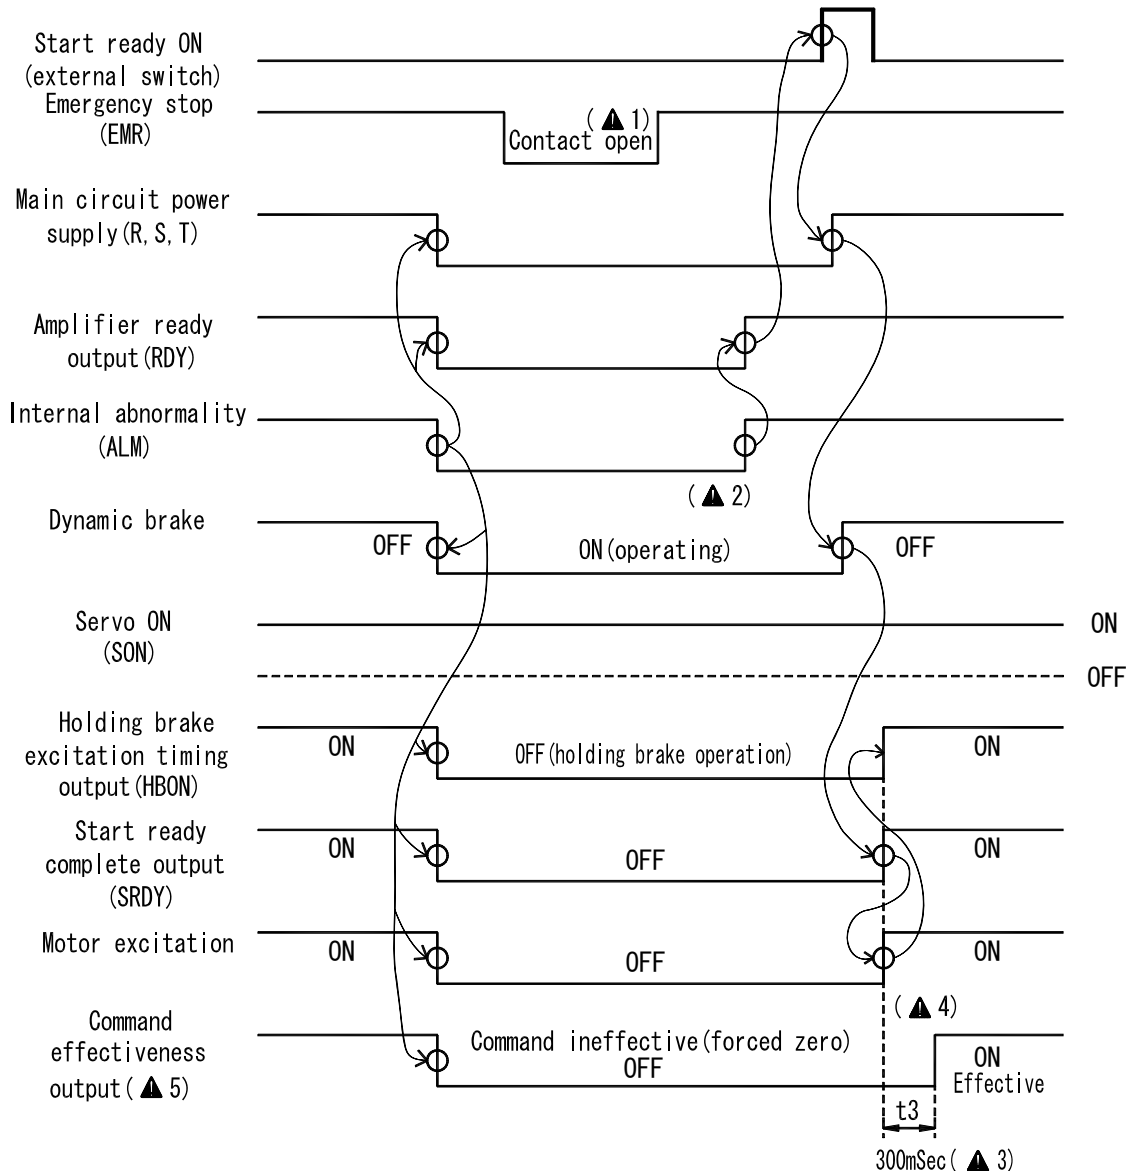 Start ready ON
(external switch)
Emergency stop
(EMR)
(▲! 1)
Contact open
Main circuit power
supply(R,S,T)
Amplifier ready
output(RDY)
Internal abnormality
(ALM)
(▲! 2)
Dynamic brake
OFF
ON(operating)
OFF
Servo ON
(SON)
ON
OFF
Holding brake
excitation timing
output(HBON)
ON
OFF(holding brake operation)
ON
Start ready
complete output
(SRDY)
ON
OFF
ON
Motor excitation
ON
OFF
ON
(▲! 4)
Command
effectiveness
output(▲! 5)
Command ineffective(forced zero)
OFF
ON
Effective
t3
300mSec(▲! 3)